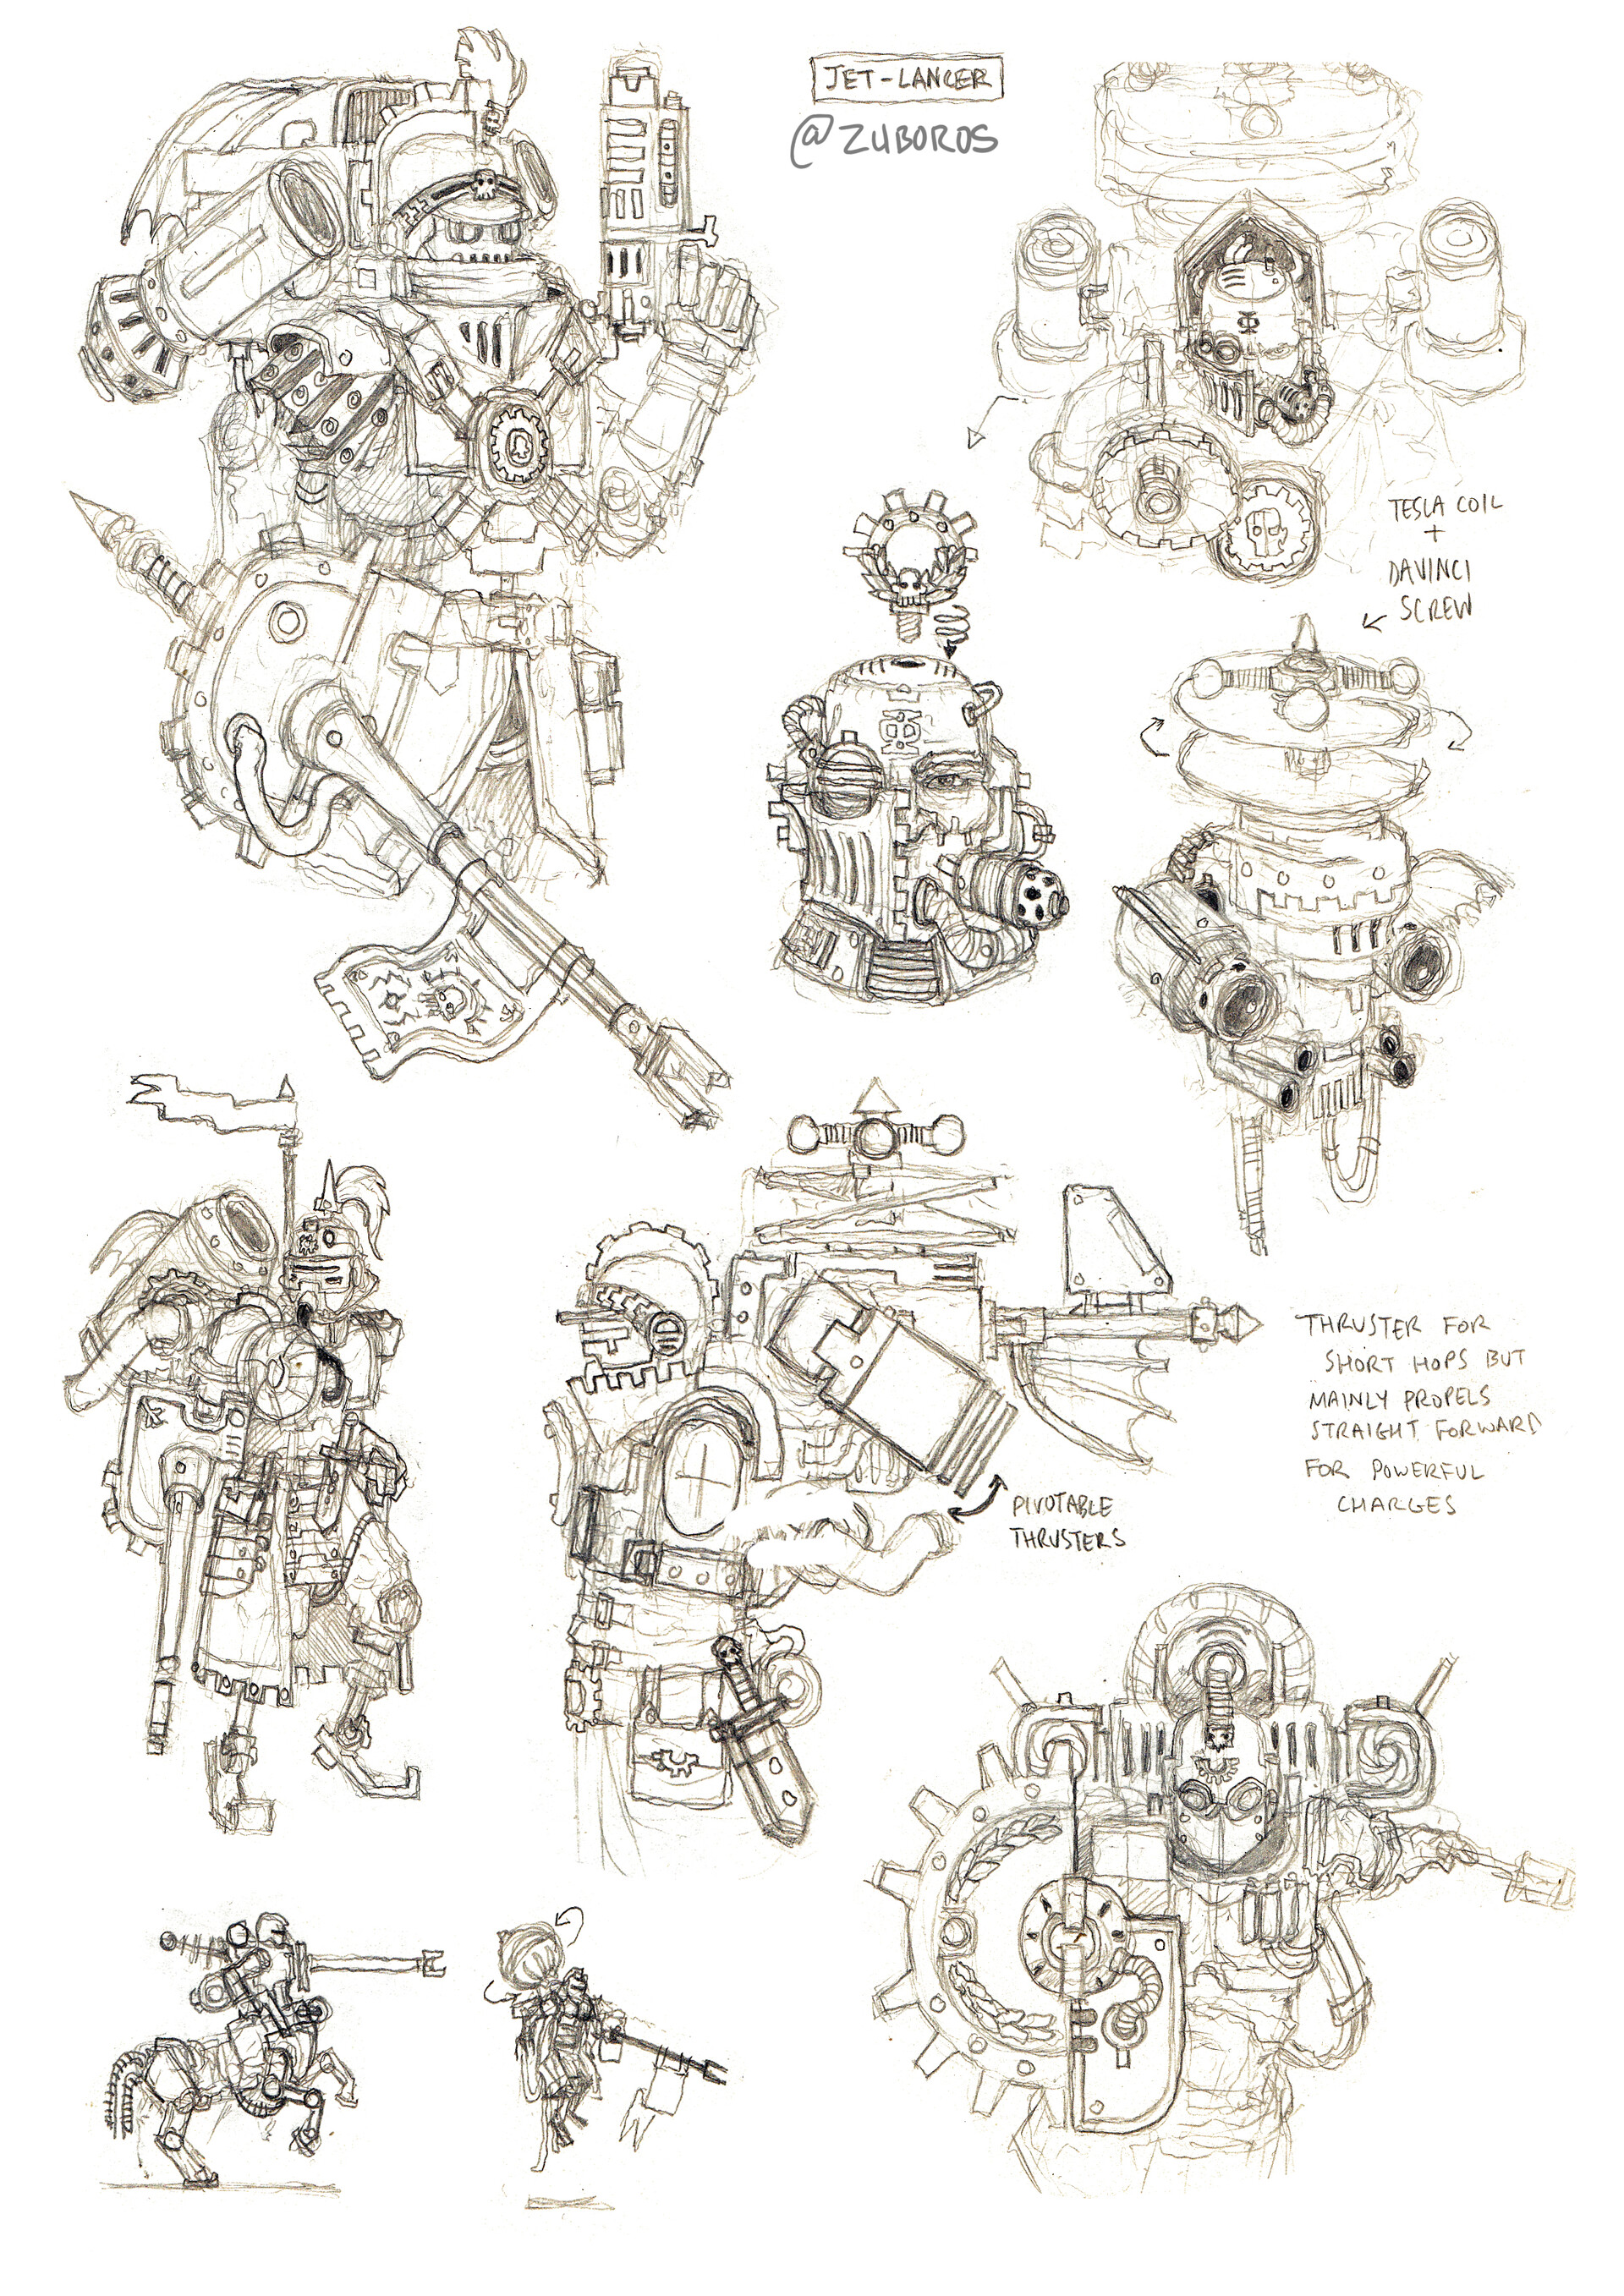 JET-LANCER
@ZUBOROS
TESLA COIL
+
DAVINCI
SCREW
THRUSTER FOR
SHORT HOPS BUT
MAINLY PROPELS
STRAIGHT FORWARD
FOR POWERFUL
CHARGES
PIVOTABLE
THRUSTERS